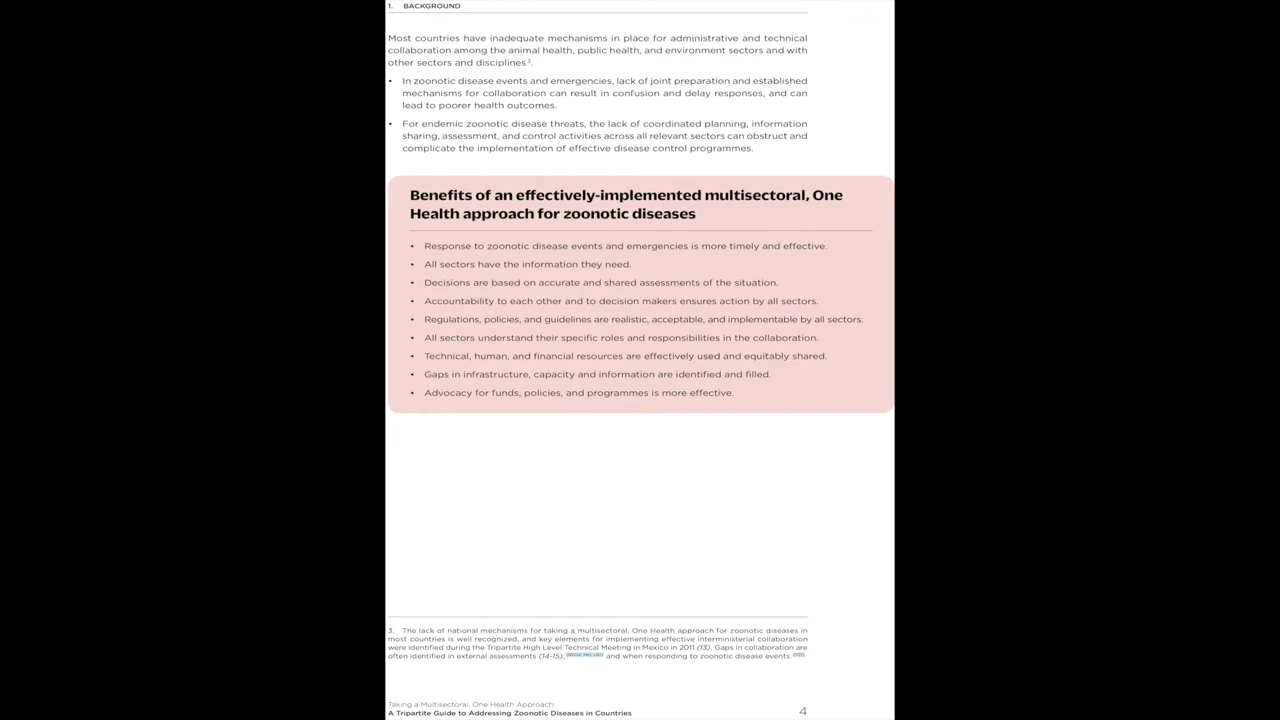 1. BACKGROUND
Most countries have inadequate mechanisms in place for administrative and technical
collaboration among the animal health, public health, and environment sectors and with
other sectors and disciplines 3.
• In zoonotic disease events and emergencies, lack of joint preparation and established
mechanisms for collaboration can result in confusion and delay responses, and can
lead to poorer health outcomes.
• For endemic zoonotic disease threats, the lack of coordinated planning, information
sharing, assessment, and control activities across all relevant sectors can obstruct and
complicate the implementation of effective disease control programmes.
Benefits of an effectively-implemented multisectoral, One
Health approach for zoonotic diseases
• Response to zoonotic disease events and emergencies is more timely and effective.
• All sectors have the information they need.
• Decisions are based on accurate and shared assessments of the situation.
• Accountability to each other and to decision makers ensures action by all sectors.
• Regulations, policies, and guidelines are realistic, acceptable, and implementable by all sectors.
• All sectors understand their specific roles and responsibilities in the collaboration.
• Technical, human, and financial resources are effectively used and equitably shared.
• Gaps in infrastructure, capacity and information are identified and filled.
• Advocacy for funds, policies, and programmes is more effective.
3. The lack of national mechanisms for taking a multisectoral, One Health approach for zoonotic diseases in
most countries is well recognized, and key elements for implementing effective interministerial collaboration
were identified during the Tripartite High Level Technical Meeting in Mexico in 2011 (13). Gaps in collaboration are
often identified in external assessments (14-15), and when responding to zoonotic disease events.
Taking a Multisectoral, One Health Approach:
A Tripartite Guide to Addressing Zoonotic Diseases in Countries
4